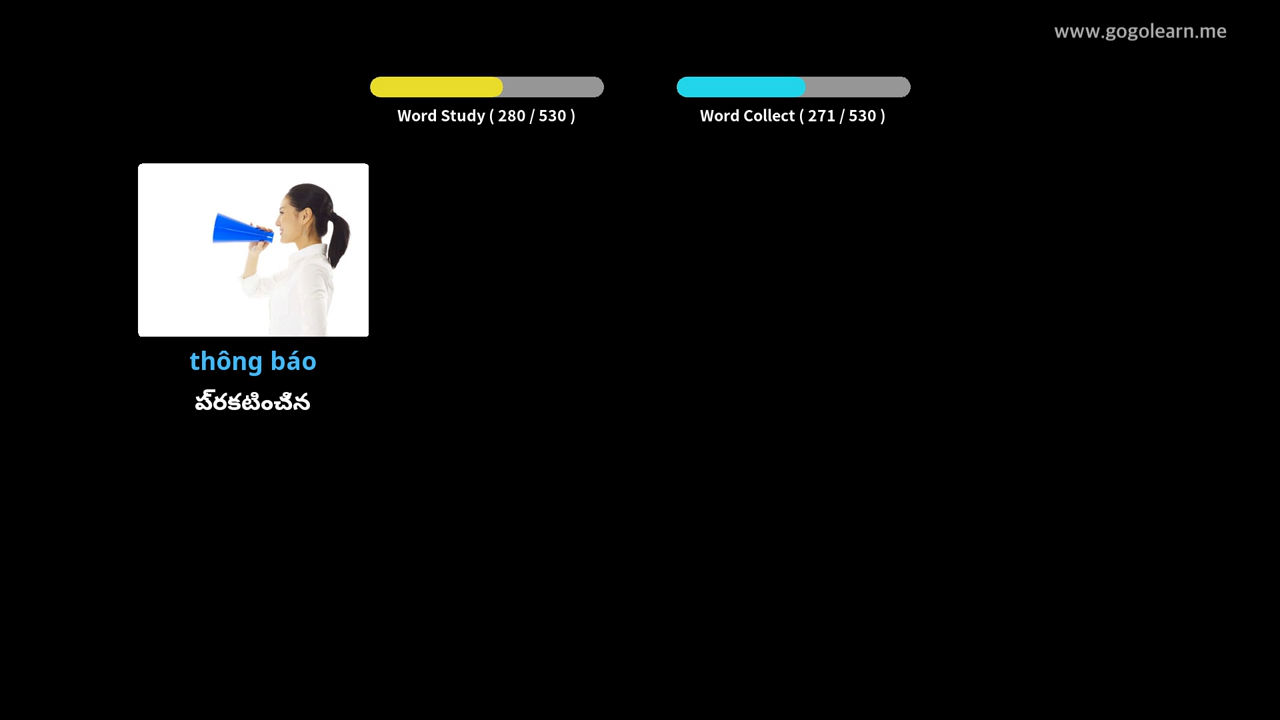 www.gogolearn.me
Word Study ( 280 / 530 )
Word Collect ( 271 / 530 )
thông báo
ప్రకటించిన